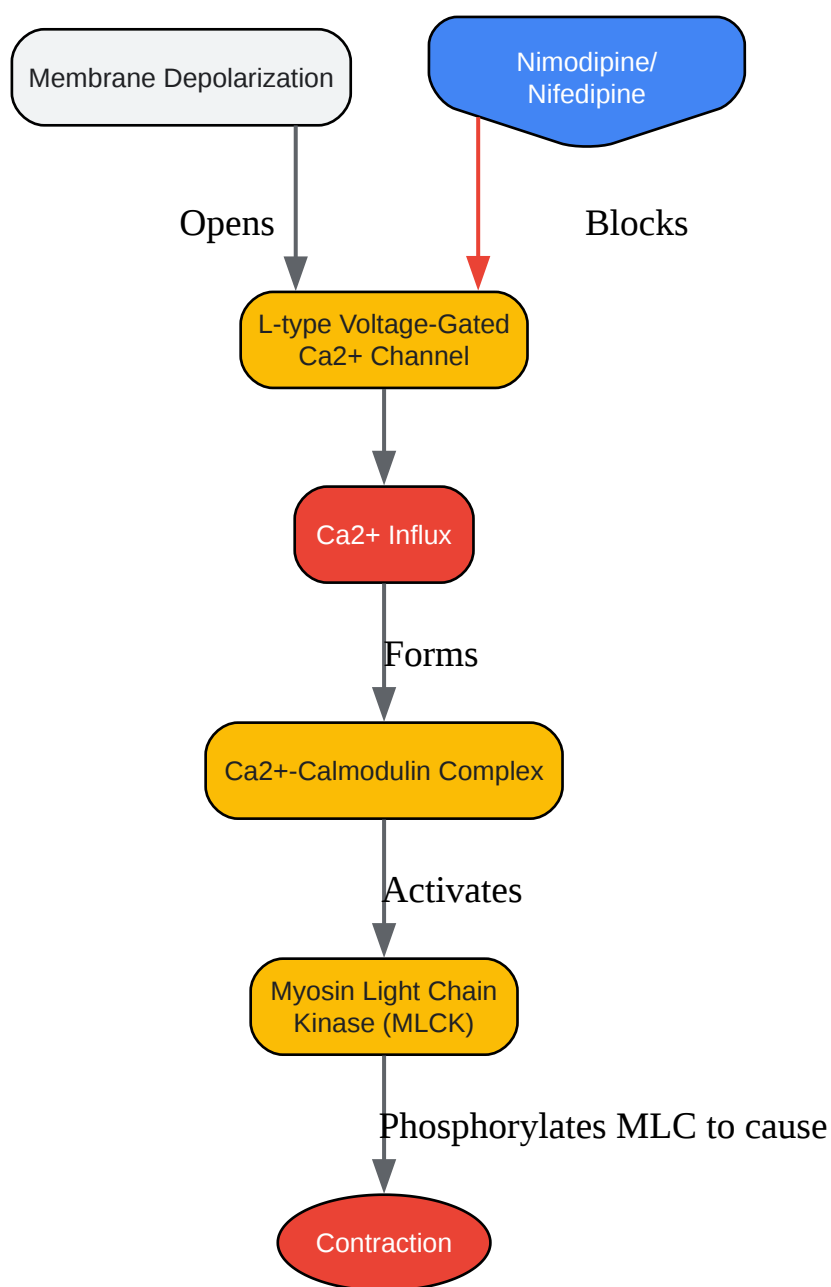 Membrane Depolarization
Nimodipine/
Nifedipine
Opens
Blocks
L-type Voltage-Gated
Ca2+ Channel
Ca2+ Influx
Forms
Ca2+-Calmodulin Complex
Activates
Myosin Light Chain
Kinase (MLCK)
Phosphorylates MLC to cause
Contraction